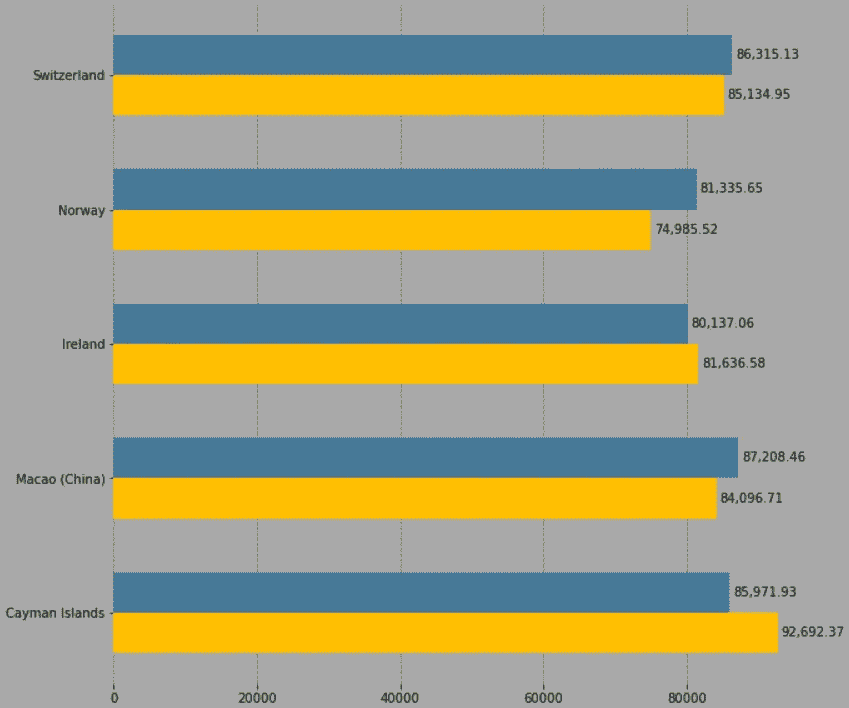 86,315.13
Switzerland
85,134.95
81,335.65
Norway
74,985.52
80,137.06
Ireland
81,636.58
87,208.46
Macao (China)
84,096.71
85,971.93
Cayman Islands
92,692.37
0 20000 40000 60000 80000